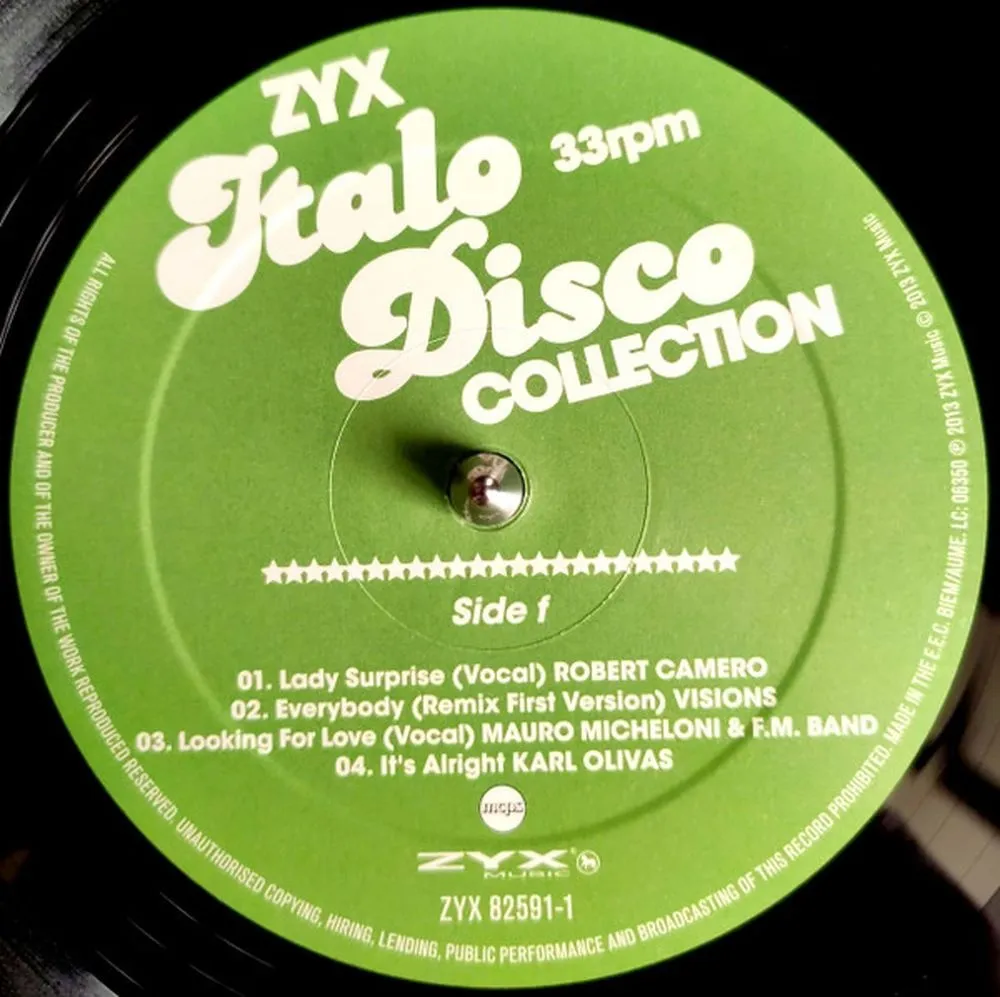 ZYX
Italo
33rpm
Disco
COLLECTION
Side f
01. Lady Surprise (Vocal) ROBERT CAMERO
02. Everybody (Remix First Version) VISIONS
03. Looking For Love (Vocal) MAURO MICHELONI & F.M. BAND
04. It's Alright KARL OLIVAS
mcps
ZYX
MUSIC
ZYX 82591-1
ALL RIGHTS OF THE PRODUCER AND OF THE OWNER OF THE WORK REPRODUCED RESERVED. UNAUTHORISED COPYING, HIRING, LENDING, PUBLIC PERFORMANCE AND BROADCASTING OF THIS RECORD PROHIBITED. MADE IN THE E.E.C. BIEM/AUME. LC: 06350 ℗ 2013 ZYX Music © 2013 ZYX Music